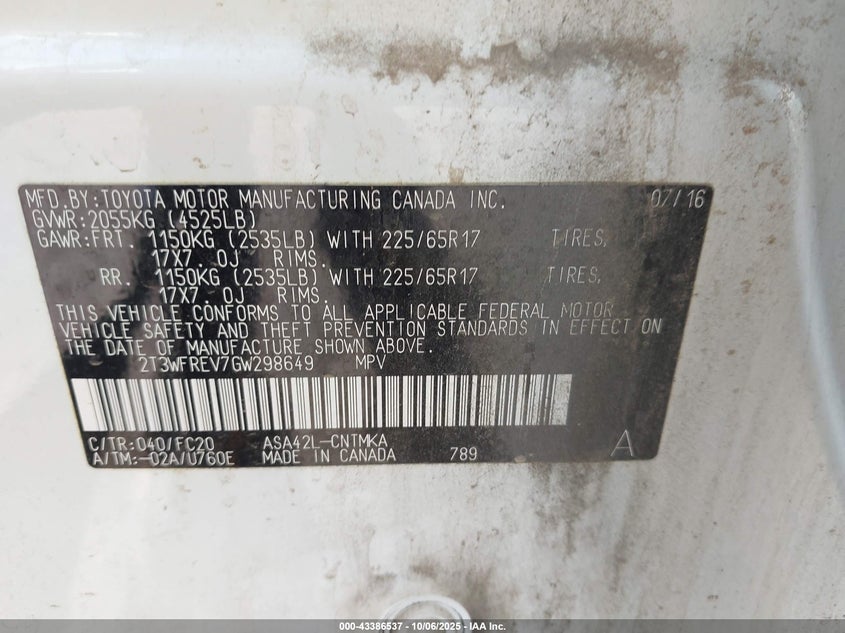 MFD.BY:TOYOTA MOTOR MANUFACTURING CANADA INC. 07/16
GVWR:2055KG (4525LB)
GAWR:FRT. 1150KG (2535LB) WITH 225/65R17 TIRES,
17X7.0J RIMS.
RR. 1150KG (2535LB) WITH 225/65R17 TIRES,
17X7.0J RIMS.
THIS VEHICLE CONFORMS TO ALL APPLICABLE FEDERAL MOTOR
VEHICLE SAFETY AND THEFT PREVENTION STANDARDS IN EFFECT ON
THE DATE OF MANUFACTURE SHOWN ABOVE.
2T3WFREV7GW298649 MPV
C/TR:040/FC20 ASA42L-CNTMKA
A/TM:-02A/U760E MADE IN CANADA 789 A
000-43386537 - 10/06/2025 - IAA Inc.